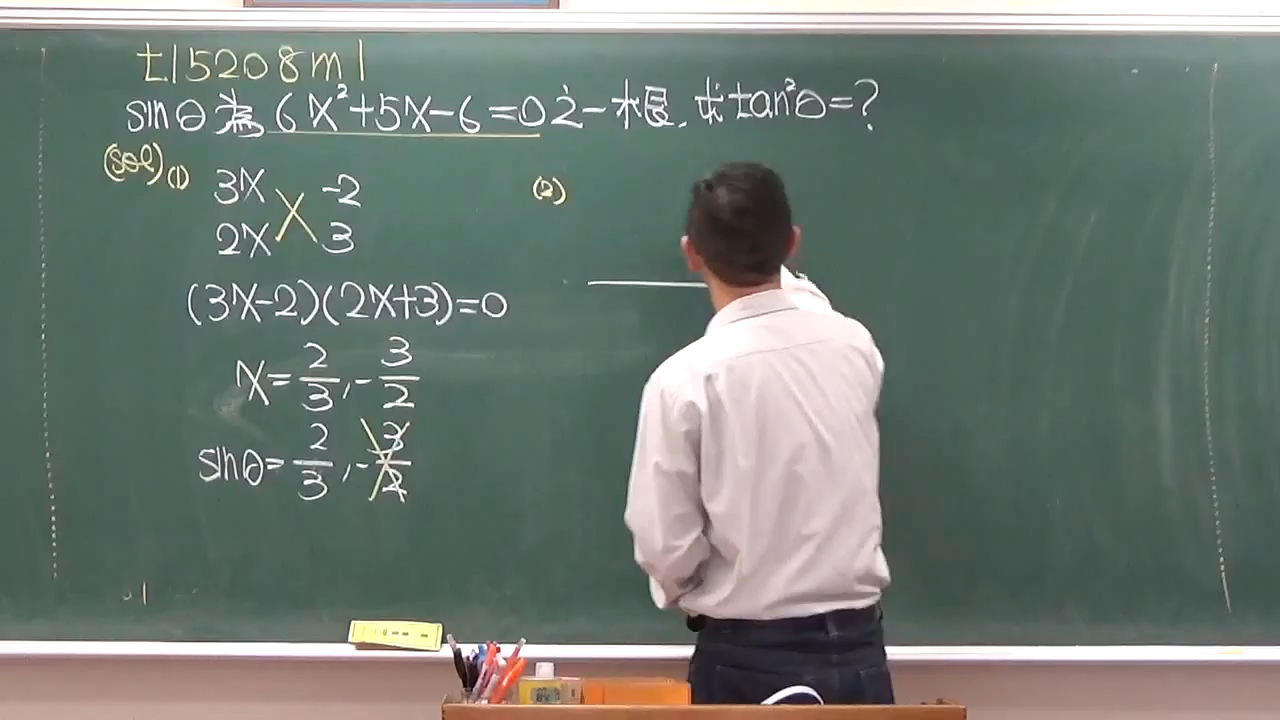 t115208m1
sinθ為6x²+5x-6=0之一根.求tan²θ=?
(sol)(1)
3x -2
2x 3
(3x-2)(2x+3)=0
x=2/3,-3/2
sinθ=2/3,-3/2
(2)